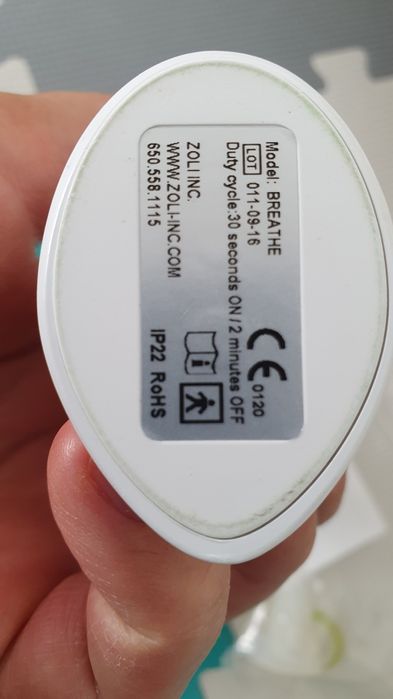 Model: BREATHE
LOT 011-09-16
Duty cycle:30 seconds ON / 2 minutes OFF
CE 0120
ZOLI INC.
WWW.ZOLI-INC.COM
650.558.1115
IP22 RoHS